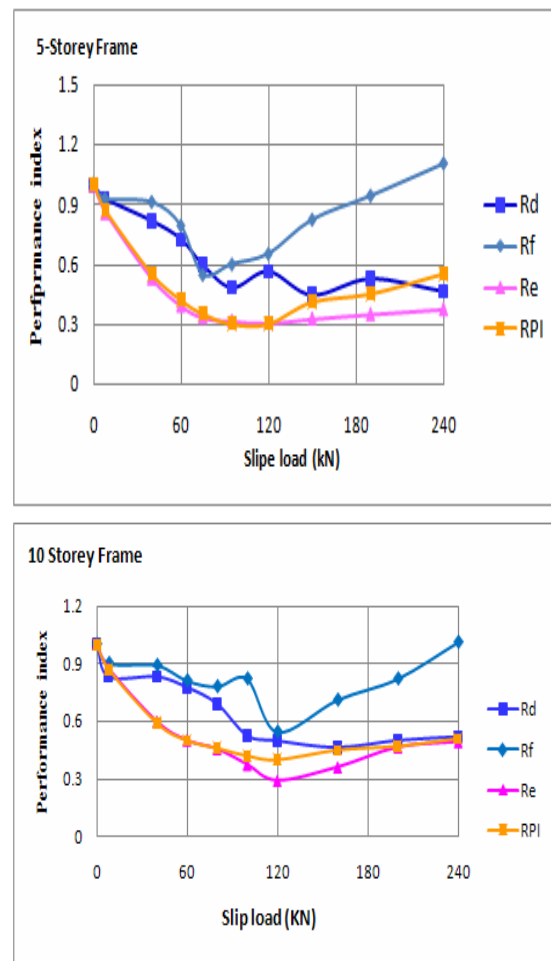 5-Storey Frame
1.5
1.2
0.9
0.6
0.3
0
Perfprmance index
0 60 120 180 240
Slipe load (kN)
Rd
Rf
Re
RPI
10 Storey Frame
1.2
0.9
0.6
0.3
0
Performance index
0 60 120 180 240
Slip load (KN)
Rd
Rf
Re
RPI